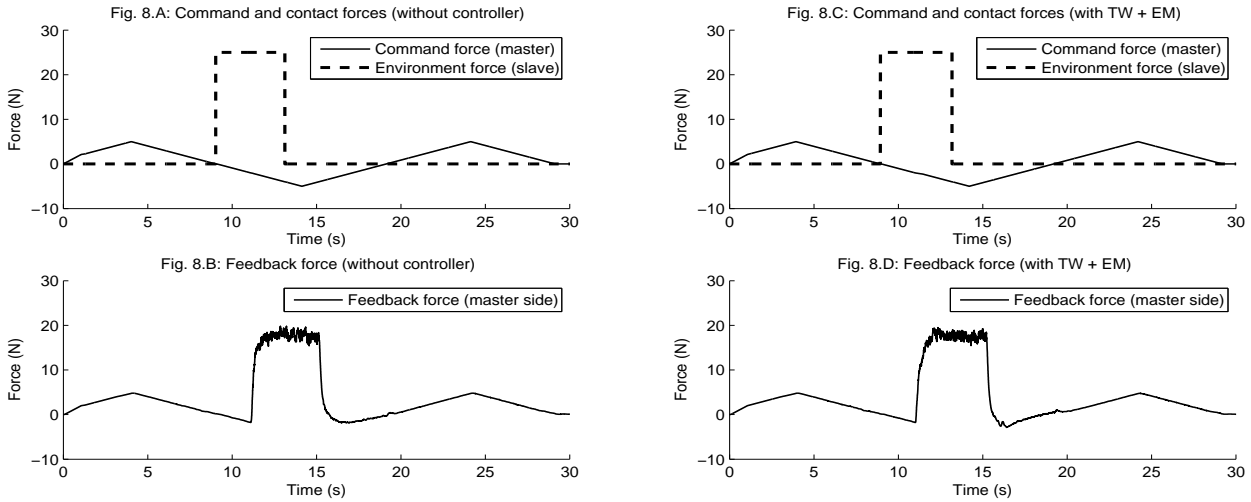 Fig. 8.A: Command and contact forces (without controller)
30
20
10
0
−10
Force (N)
Command force (master)
Environment force (slave)
0 5 10 15 20 25 30
Time (s)
Fig. 8.C: Command and contact forces (with TW + EM)
30
20
10
0
−10
Force (N)
Command force (master)
Environment force (slave)
0 5 10 15 20 25 30
Time (s)
Fig. 8.B: Feedback force (without controller)
30
20
10
0
−10
Force (N)
Feedback force (master side)
0 5 10 15 20 25 30
Time (s)
Fig. 8.D: Feedback force (with TW + EM)
30
20
10
0
−10
Force (N)
Feedback force (master side)
0 5 10 15 20 25 30
Time (s)